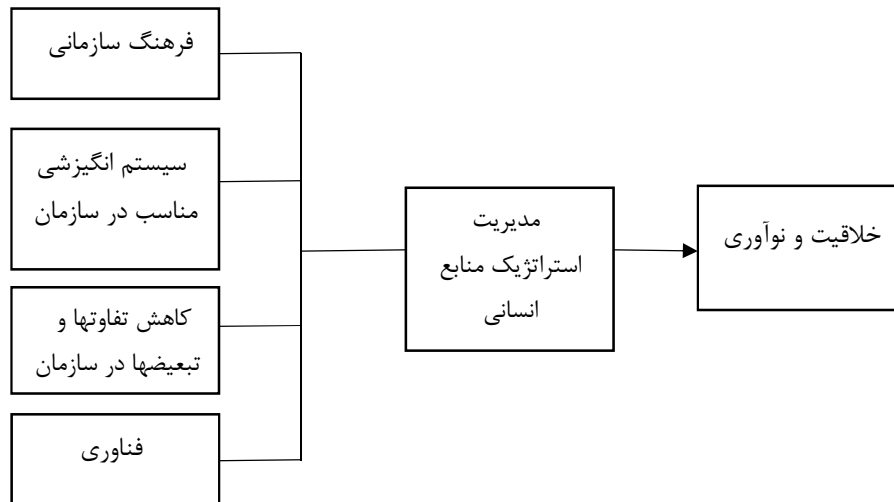 فرهنگ سازمانی
سیستم انگیزشی
مناسب در سازمان
کاهش تفاوتها و
تبعیضها در سازمان
فناوری
مدیریت
استراتژیک منابع
انسانی
خلاقیت و نوآوری